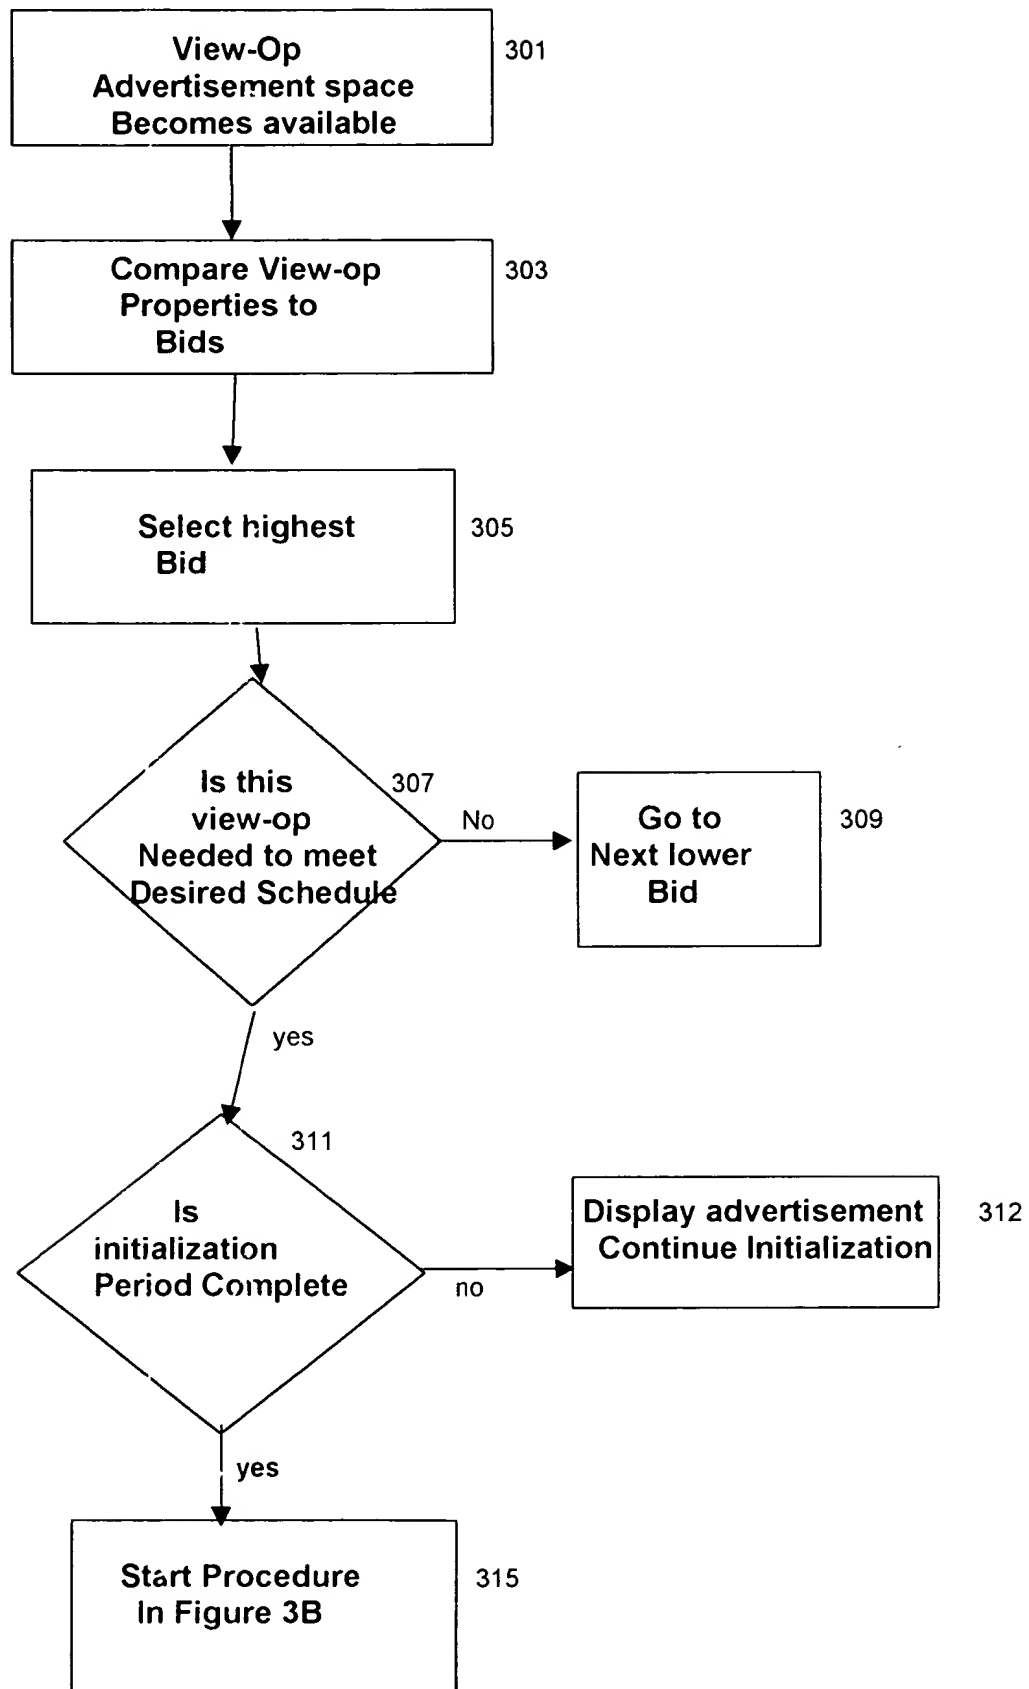 View-Op
Advertisement space
Becomes available
301
Compare View-op
Properties to
Bids
303
Select highest
Bid
305
Is this
view-op
Needed to meet
Desired Schedule
307
No
Go to
Next lower
Bid
309
yes
311
Is
initialization
Period Complete
no
Display advertisement
Continue Initialization
312
yes
Start Procedure
In Figure 3B
315